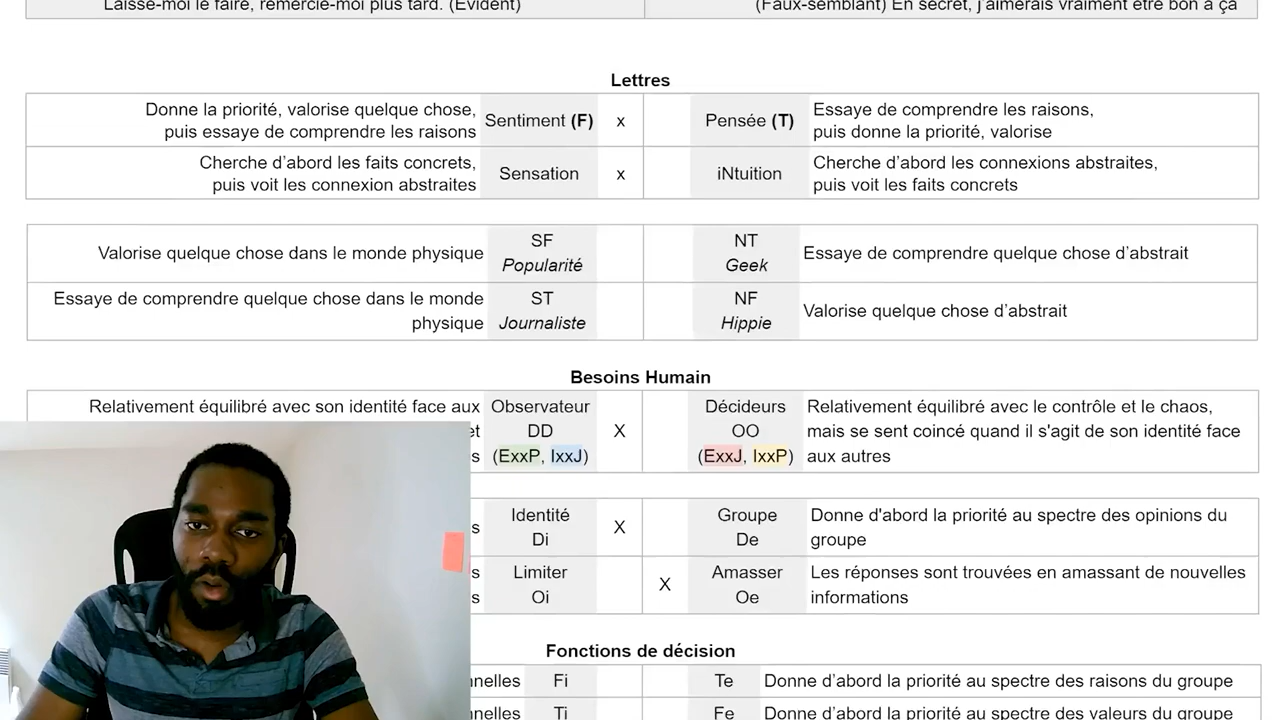 Laisse-moi le faire, remercie-moi plus tard. (Évident)
(Faux-semblant) En secret, j'aimerais vraiment être bon à ça
Lettres
Donne la priorité, valorise quelque chose,
puis essaye de comprendre les raisons
Sentiment (F)
x
Pensée (T)
Essaye de comprendre les raisons,
puis donne la priorité, valorise
Cherche d'abord les faits concrets,
puis voit les connexion abstraites
Sensation
x
iNtuition
Cherche d'abord les connexions abstraites,
puis voit les faits concrets
Valorise quelque chose dans le monde physique
SF
Popularité
NT
Geek
Essaye de comprendre quelque chose d'abstrait
Essaye de comprendre quelque chose dans le monde
physique
ST
Journaliste
NF
Hippie
Valorise quelque chose d'abstrait
Besoins Humain
Relativement équilibré avec son identité face aux
et
s
Observateur
DD
(ExxP, IxxJ)
X
Décideurs
OO
(ExxJ, IxxP)
Relativement équilibré avec le contrôle et le chaos,
mais se sent coincé quand il s'agit de son identité face
aux autres
s
Identité
Di
X
Groupe
De
Donne d'abord la priorité au spectre des opinions du
groupe
s
s
Limiter
Oi
X
Amasser
Oe
Les réponses sont trouvées en amassant de nouvelles
informations
Fonctions de décision
nnelles
Fi
Te
Donne d'abord la priorité au spectre des raisons du groupe
nnelles
Ti
Fe
Donne d'abord la priorité au spectre des valeurs du groupe